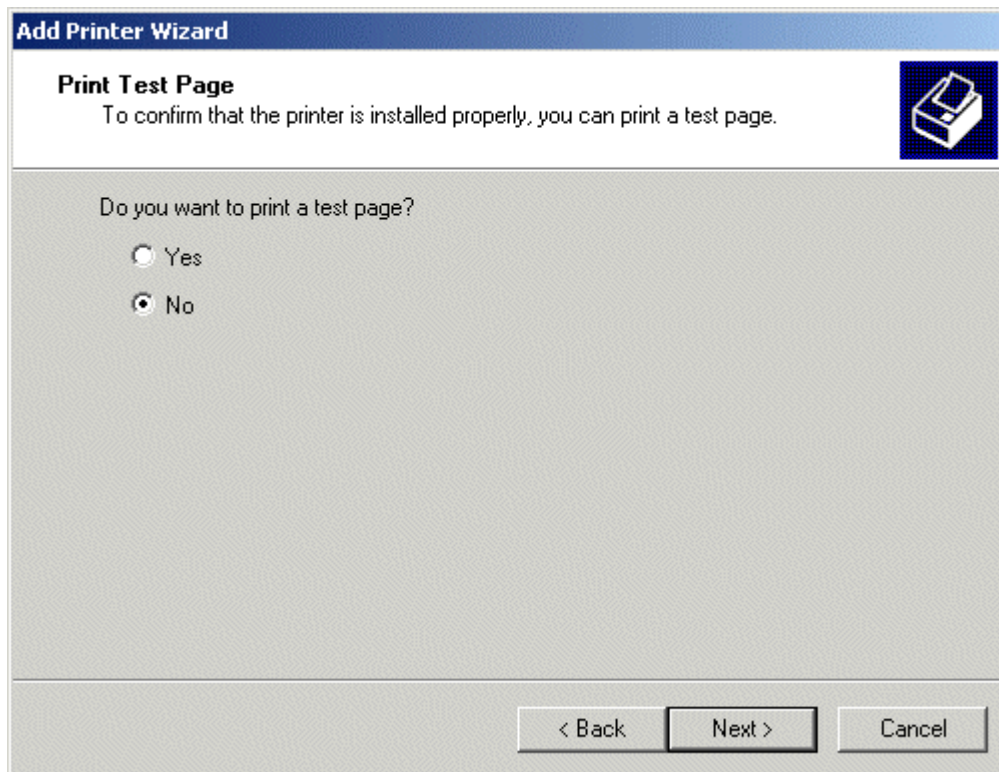 Add Printer Wizard
Print Test Page
To confirm that the printer is installed properly, you can print a test page.
Do you want to print a test page?
Yes
No
< Back Next > Cancel